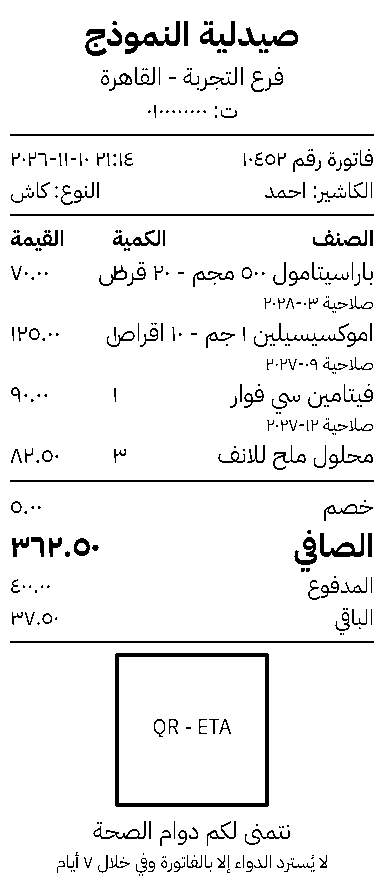 صيدلية النموذج
فرع التجربة - القاهرة
ت: ٠١٠٠٠٠٠٠٠٠
فاتورة رقم ١٠٤٥٢ ٢١:١٤ ١٠-١١-٢٠٢٦
الكاشير: احمد النوع: كاش
الصنف الكمية القيمة
باراسيتامول ٥٠٠ مجم - ٢٠ قرص ٧٠.٠٠
صلاحية ٠٣-٢٠٢٨
اموكسيسيلين ١ جم - ١٠ اقراص ١ ١٢٥.٠٠
صلاحية ٠٩-٢٠٢٧
فيتامين سي فوار ١ ٩٠.٠٠
صلاحية ١٢-٢٠٢٧
محلول ملح للانف ٣ ٨٢.٥٠
خصم ٥.٠٠
الصافي ٣٦٢.٥٠
المدفوع ٤٠٠.٠٠
الباقي ٣٧.٥٠
QR - ETA
نتمنى لكم دوام الصحة
لا يُسترد الدواء إلا بالفاتورة وفي خلال ٧ أيام